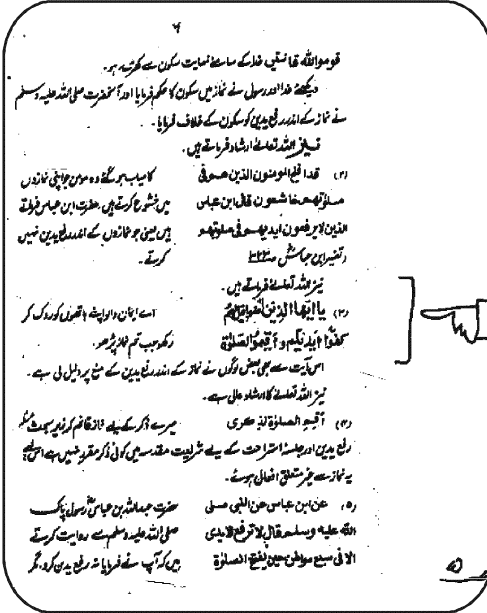 ۶
قوموا لله قانتین خدا کے سامنے نہایت سکون سے کھڑے ہو۔
دیکھئے خدا اور رسول نے نماز میں سکون کا حکم فرمایا اور آنحضرت صلی اللہ علیہ وسلم
نے نماز کے اندر رفع یدین کو سکون کے خلاف فرمایا۔
نیز اللہ تعالے ارشاد فرماتے ہیں۔
(۲) قد افلح المومنون الذین ھم فی کامیاب ہو گئے وہ مومن جو اپنی نمازوں
صلوٰتھم خاشعون قال ابن عباس میں خشوع کرتے ہیں حضرت ابن عباس فرماتے
الذین لا یرفعون ایدیھم فی صلوتھم ہیں یعنی جو نمازوں کے اندر رفع یدین نہیں
(تفسیر ابن عباس ص ۳۲۳ کرتے۔
نیز اللہ تعالے فرماتے ہیں۔
(۳) یا ایھا الذین اے ایمان والو اپنے ہاتھوں کو روک کر
کفوا ایدیکم و اقیموا الصلوٰة رکھو جب تم نماز پڑھو۔
اس آیت سے بھی بعض لوگوں نے نماز کے اندر رفع یدین کے منع پر دلیل لی ہے۔
نیز اللہ تعالے کا ارشاد عالی ہے۔
(۴) اقیم الصلوٰة لذکری میرے ذکر کے لیے نماز قائم کر
رفع یدین اور جلسۂ استراحت کے لیے شریعت مقدسہ میں کوئی ذکر مقرر نہیں ہے اس لیے
یہ نماز سے غیر متعلق افعال ہوئے۔
(۵) عن ابن عباس عن النبی صلی حضرت عبداللہ بن عباسؓ رسول پاک
اللہ علیہ وسلم قال لا ترفع الایدی صلی اللہ علیہ وسلم سے روایت کرتے
الا فی سبع مواطن حین یفتتح الصلوٰة ہیں کہ آپ نے فرمایا نہ رفع یدین کرو مگر